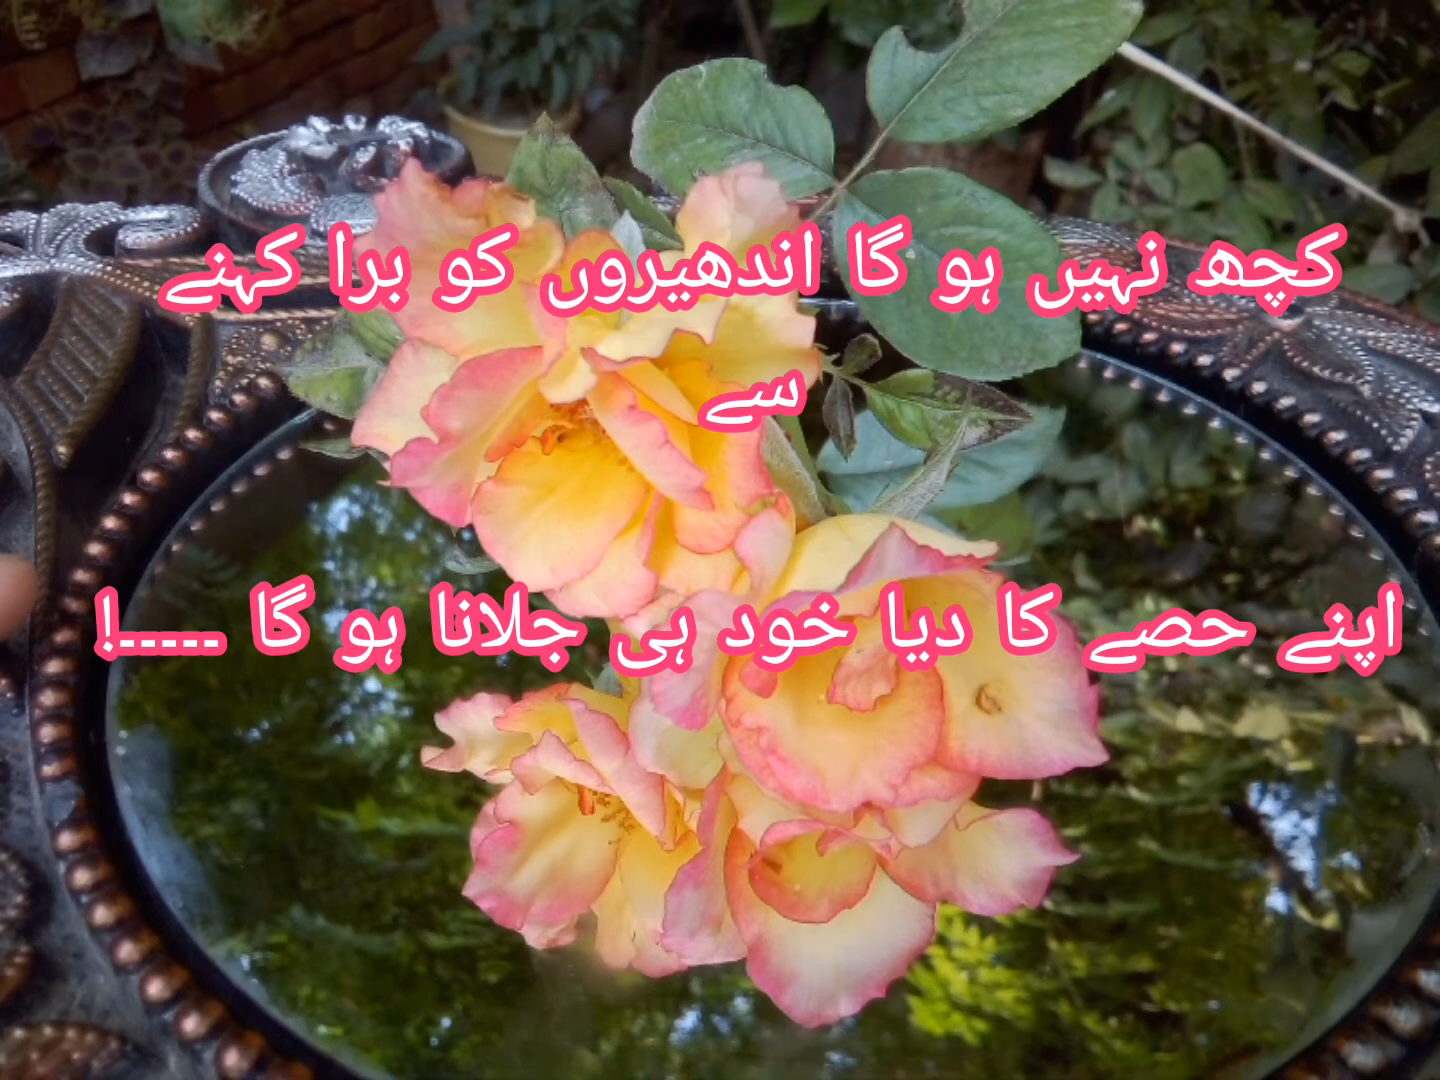 کچھ نہیں ہو گا اندھیروں کو برا کہنے
سے
اپنے حصے کا دیا خود ہی جلانا ہو گا ۔۔۔۔۔!